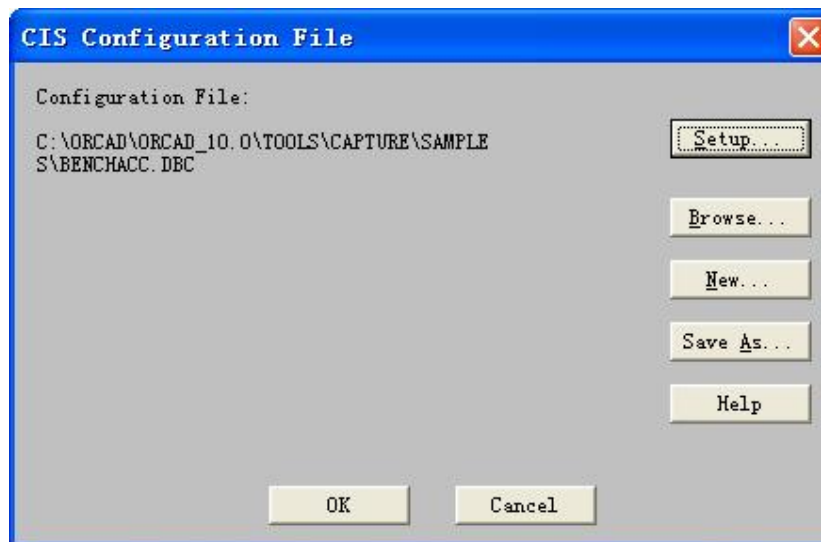 CIS Configuration File
Configuration File:
C:\ORCAD\ORCAD_10.0\TOOLS\CAPTURE\SAMPLE
S\BENCHACC.DBC
Setup...
Browse...
New...
Save As...
Help
OK
Cancel